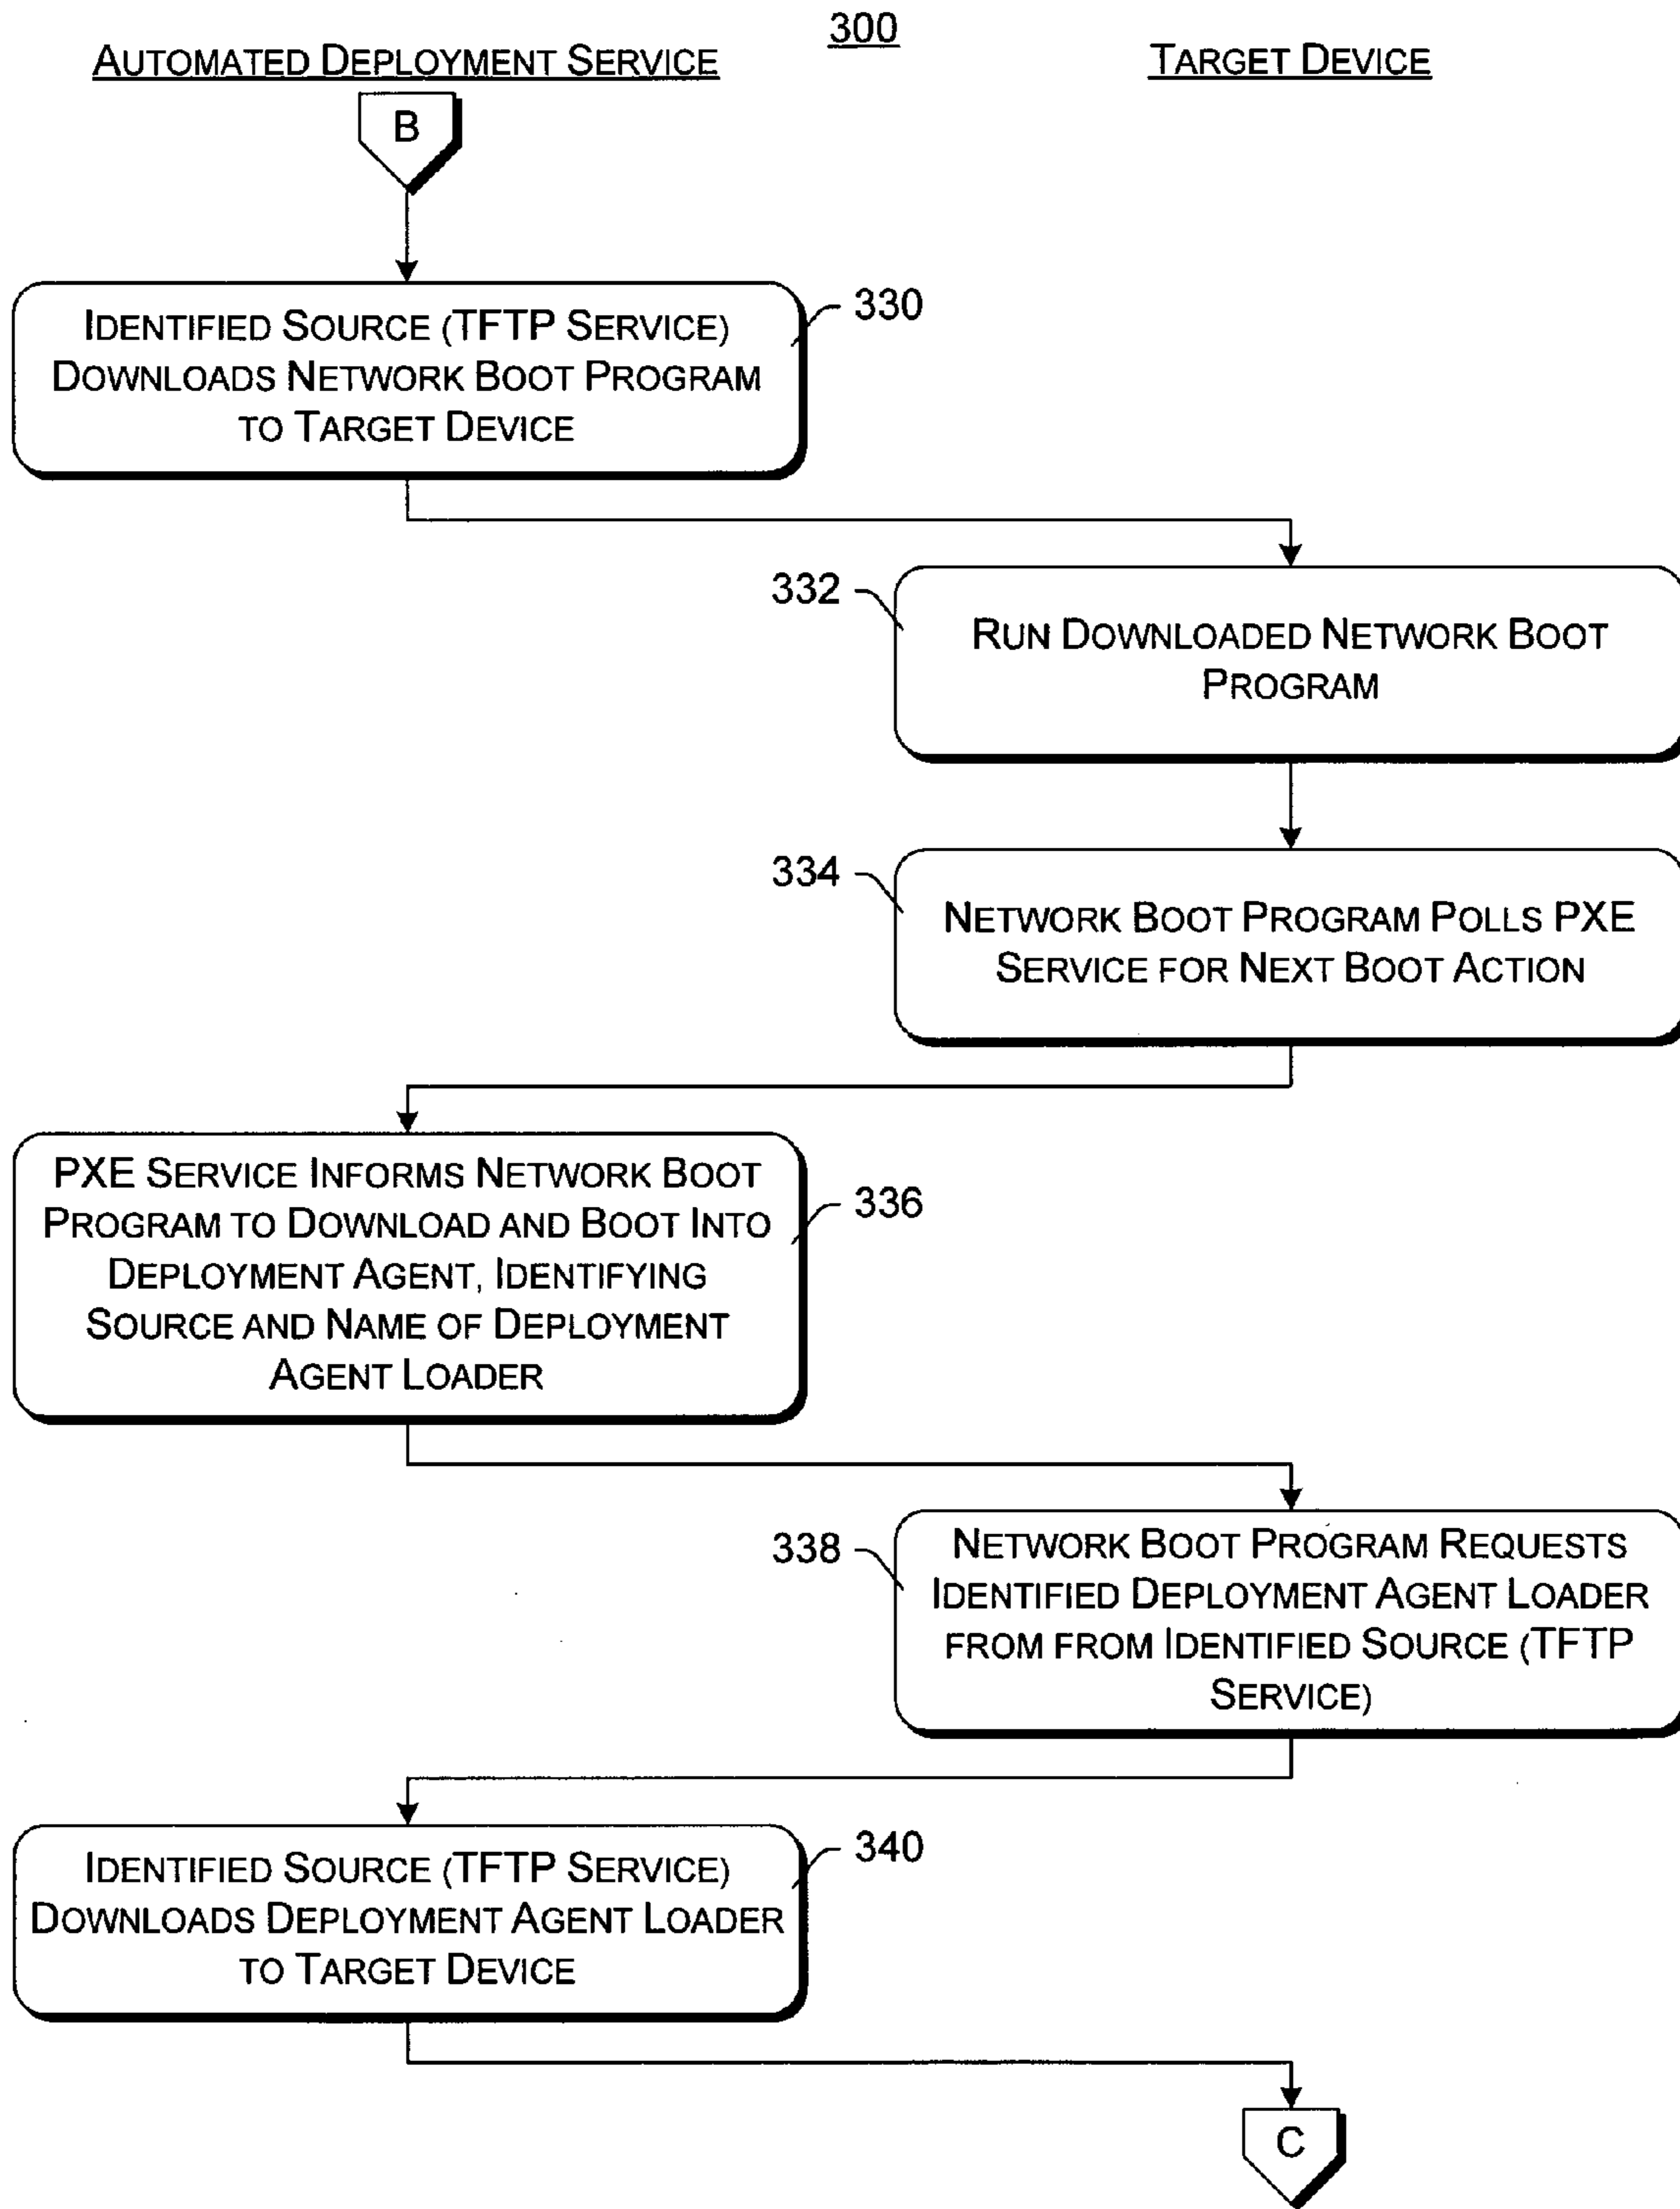 300
AUTOMATED DEPLOYMENT SERVICE
TARGET DEVICE
B
IDENTIFIED SOURCE (TFTP SERVICE)
DOWNLOADS NETWORK BOOT PROGRAM
TO TARGET DEVICE
330
332
RUN DOWNLOADED NETWORK BOOT
PROGRAM
334
NETWORK BOOT PROGRAM POLLS PXE
SERVICE FOR NEXT BOOT ACTION
PXE SERVICE INFORMS NETWORK BOOT
PROGRAM TO DOWNLOAD AND BOOT INTO
DEPLOYMENT AGENT, IDENTIFYING
SOURCE AND NAME OF DEPLOYMENT
AGENT LOADER
336
338
NETWORK BOOT PROGRAM REQUESTS
IDENTIFIED DEPLOYMENT AGENT LOADER
FROM FROM IDENTIFIED SOURCE (TFTP
SERVICE)
IDENTIFIED SOURCE (TFTP SERVICE)
DOWNLOADS DEPLOYMENT AGENT LOADER
TO TARGET DEVICE
340
C